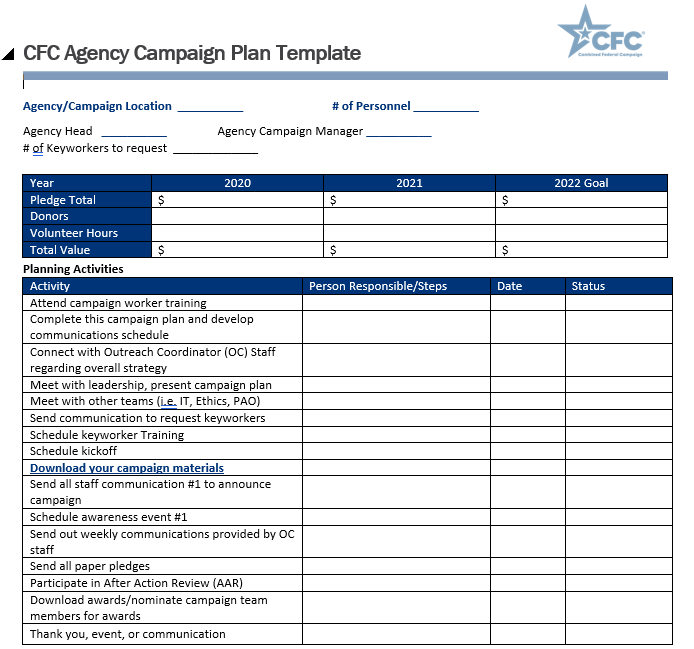 CFC
Combined Federal Campaign
CFC Agency Campaign Plan Template
Agency/Campaign Location __________ # of Personnel __________
Agency Head __________ Agency Campaign Manager __________
# of Keyworkers to request _____________
Year 2020 2021 2022 Goal
Pledge Total $ $ $
Donors
Volunteer Hours
Total Value $ $ $
Planning Activities
Activity Person Responsible/Steps Date Status
Attend campaign worker training
Complete this campaign plan and develop
communications schedule
Connect with Outreach Coordinator (OC) Staff
regarding overall strategy
Meet with leadership, present campaign plan
Meet with other teams (i.e. IT, Ethics, PAO)
Send communication to request keyworkers
Schedule keyworker Training
Schedule kickoff
Download your campaign materials
Send all staff communication #1 to announce
campaign
Schedule awareness event #1
Send out weekly communications provided by OC
staff
Send all paper pledges
Participate in After Action Review (AAR)
Download awards/nominate campaign team
members for awards
Thank you, event, or communication